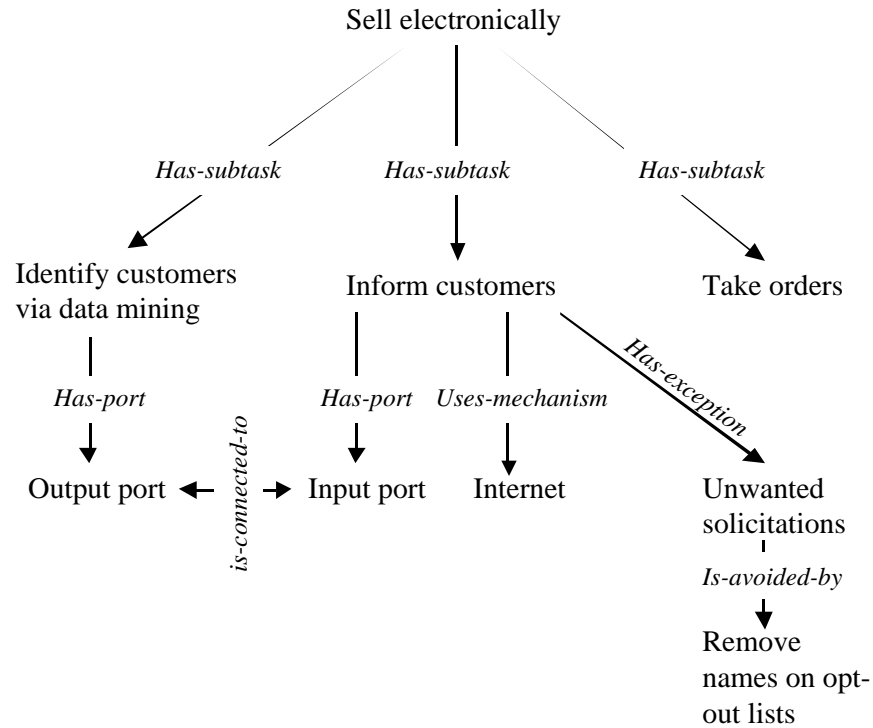 Sell electronically
Has-subtask
Has-subtask
Has-subtask
Identify customers
via data mining
Inform customers
Take orders
Has-port
Has-port
Uses-mechanism
Has-exception
is-connected-to
Output port
Input port
Internet
Unwanted
solicitations
Is-avoided-by
Remove
names on opt-
out lists